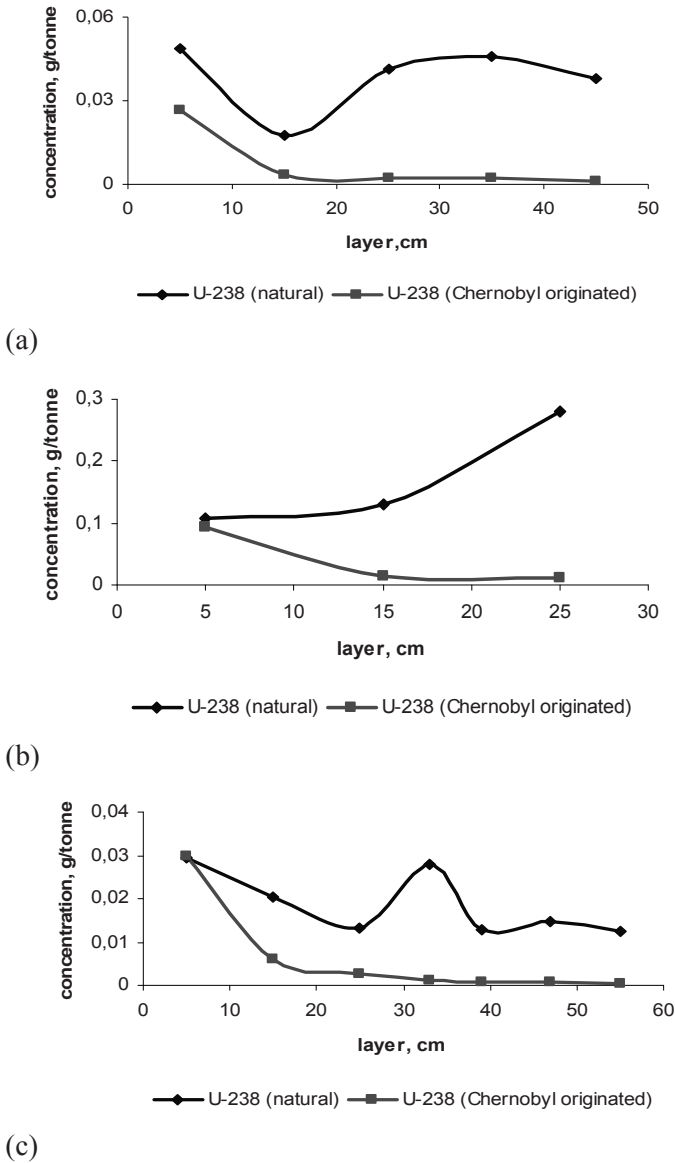 concentration, g/tonne
0,06
0,03
0
0 10 20 30 40 50
layer,cm
U-238 (natural) U-238 (Chernobyl originated)
(a)
concentration, g/tonne
0,3
0,2
0,1
0
0 5 10 15 20 25 30
layer, cm
U-238 (natural) U-238 (Chernobyl originated)
(b)
concentration, g/tonne
0,04
0,03
0,02
0,01
0
0 10 20 30 40 50 60
layer, cm
U-238 (natural) U-238 (Chernobyl originated)
(c)